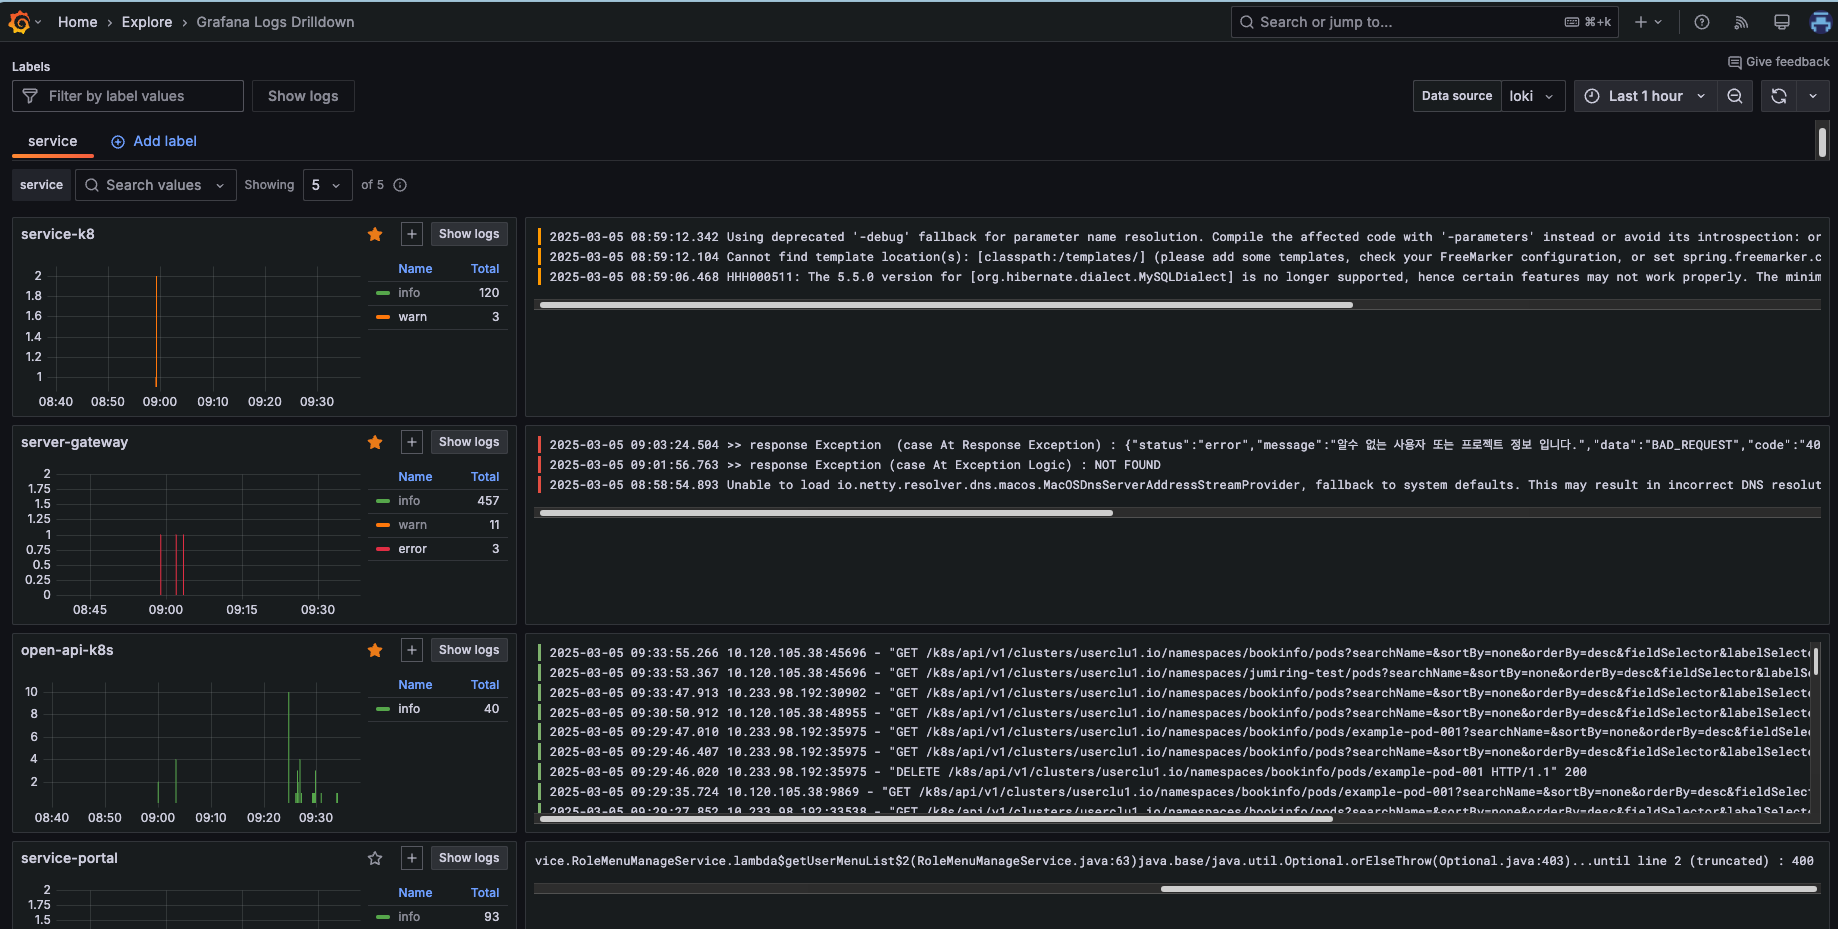 Home › Explore › Grafana Logs Drilldown
Search or jump to... ⌘+k
Labels
Give feedback
Filter by label values Show logs
Data source loki Last 1 hour
service Add label
service Search values Showing 5 of 5
service-k8 + Show logs
Name Total
info 120
warn 3
2
1.8
1.6
1.4
1.2
1
08:40 08:50 09:00 09:10 09:20 09:30
2025-03-05 08:59:12.342 Using deprecated '-debug' fallback for parameter name resolution. Compile the affected code with '-parameters' instead or avoid its introspection: or
2025-03-05 08:59:12.104 Cannot find template location(s): [classpath:/templates/] (please add some templates, check your FreeMarker configuration, or set spring.freemarker.c
2025-03-05 08:59:06.468 HHH000511: The 5.5.0 version for [org.hibernate.dialect.MySQLDialect] is no longer supported, hence certain features may not work properly. The minim
server-gateway + Show logs
Name Total
info 457
warn 11
error 3
2
1.75
1.5
1.25
1
0.75
0.5
0.25
0
08:45 09:00 09:15 09:30
2025-03-05 09:03:24.504 >> response Exception  (case At Response Exception) : {"status":"error","message":"알수 없는 사용자 또는 프로젝트 정보 입니다.","data":"BAD_REQUEST","code":"40
2025-03-05 09:01:56.763 >> response Exception (case At Exception Logic) : NOT FOUND
2025-03-05 08:58:54.893 Unable to load io.netty.resolver.dns.macos.MacOSDnsServerAddressStreamProvider, fallback to system defaults. This may result in incorrect DNS resolut
open-api-k8s + Show logs
Name Total
info 40
10
8
6
4
2
08:40 08:50 09:00 09:10 09:20 09:30
2025-03-05 09:33:55.266 10.120.105.38:45696 - "GET /k8s/api/v1/clusters/userclu1.io/namespaces/bookinfo/pods?searchName=&sortBy=none&orderBy=desc&fieldSelector&labelSelect
2025-03-05 09:33:53.367 10.120.105.38:45696 - "GET /k8s/api/v1/clusters/userclu1.io/namespaces/jumiring-test/pods?searchName=&sortBy=none&orderBy=desc&fieldSelector&labelS
2025-03-05 09:33:47.913 10.233.98.192:30902 - "GET /k8s/api/v1/clusters/userclu1.io/namespaces/bookinfo/pods?searchName=&sortBy=none&orderBy=desc&fieldSelector&labelSelect
2025-03-05 09:30:50.912 10.120.105.38:48955 - "GET /k8s/api/v1/clusters/userclu1.io/namespaces/bookinfo/pods?searchName=&sortBy=none&orderBy=desc&fieldSelector&labelSelect
2025-03-05 09:29:47.010 10.233.98.192:35975 - "GET /k8s/api/v1/clusters/userclu1.io/namespaces/bookinfo/pods/example-pod-001?searchName=&sortBy=none&orderBy=desc&fieldSele
2025-03-05 09:29:46.407 10.233.98.192:35975 - "GET /k8s/api/v1/clusters/userclu1.io/namespaces/bookinfo/pods?searchName=&sortBy=none&orderBy=desc&fieldSelector&labelSelect
2025-03-05 09:29:46.020 10.233.98.192:35975 - "DELETE /k8s/api/v1/clusters/userclu1.io/namespaces/bookinfo/pods/example-pod-001 HTTP/1.1" 200
2025-03-05 09:29:35.724 10.120.105.38:9869 - "GET /k8s/api/v1/clusters/userclu1.io/namespaces/bookinfo/pods/example-pod-001?searchName=&sortBy=none&orderBy=desc&fieldSelec
2025-03-05 09:29:27.852 10.233.98.192:33538 - "GET /k8s/api/v1/clusters/userclu1.io/namespaces/bookinfo/pods?searchName=&sortBy=none&orderBy=desc&fieldSelector&labelSelect
service-portal + Show logs
Name Total
info 93
2
1.75
1.5
vice.RoleMenuManageService.lambda$getUserMenuList$2(RoleMenuManageService.java:63)java.base/java.util.Optional.orElseThrow(Optional.java:403)...until line 2 (truncated) : 400